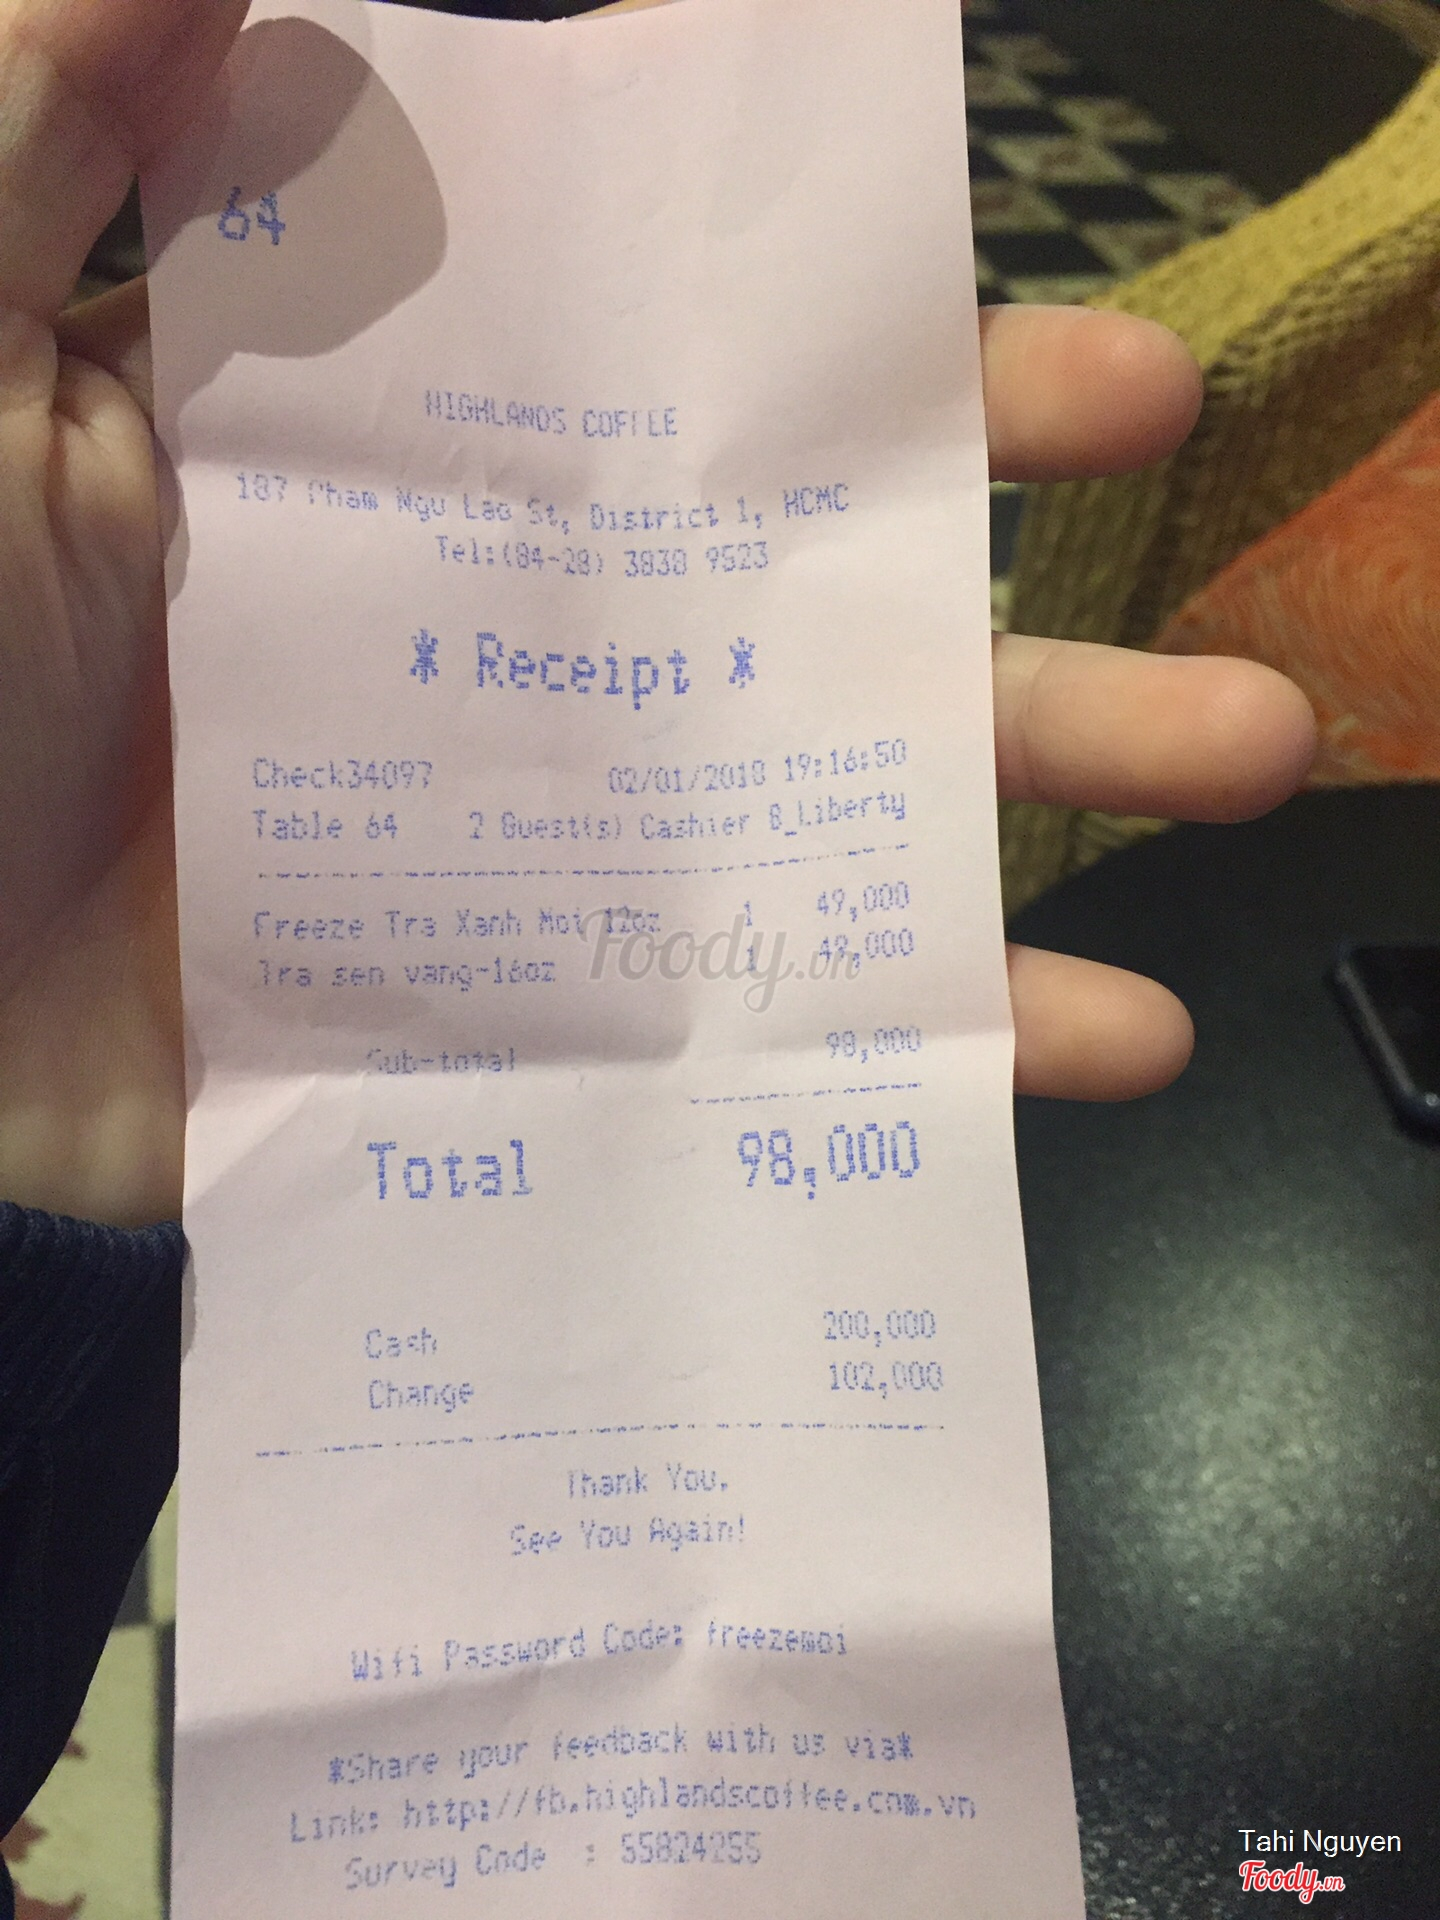 64
HIGHLANDS COFFEE
187 Pham Ngu Lao St, District 1, HCMC
Tel:(84-28) 3838 9523
* Receipt *
Check34097 02/01/2018 19:16:50
Table 64 2 Guest(s) Cashier B_Liberty
Freeze Tra Xanh Moi 12oz 1 49,000
Tra sen vang-16oz 1 49,000
Foody.vn
Sub-total 98,000
Total 98,000
Cash 200,000
Change 102,000
Thank You.
See You Again!
Wifi Password Code: freezemoi
*Share your feedback with us via*
Link: http://fb.highlandscoffee.com.vn
Survey Code : 55824255
Tahi Nguyen
Foody.vn